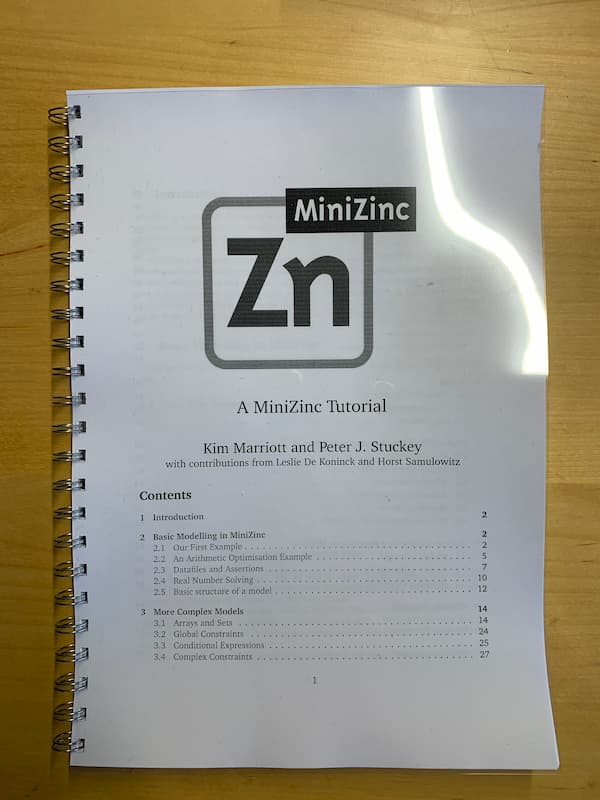 MiniZinc
Zn
A MiniZinc Tutorial
Kim Marriott and Peter J. Stuckey
with contributions from Leslie De Koninck and Horst Samulowitz
Contents
1 Introduction 2
2 Basic Modelling in MiniZinc 2
2.1 Our First Example . . . . . . . . . . . . . . . . . . . . . . . . . . . . . . . . . . 2
2.2 An Arithmetic Optimisation Example . . . . . . . . . . . . . . . . . . . . . . . 5
2.3 Datafiles and Assertions . . . . . . . . . . . . . . . . . . . . . . . . . . . . . . 7
2.4 Real Number Solving . . . . . . . . . . . . . . . . . . . . . . . . . . . . . . . . 10
2.5 Basic structure of a model . . . . . . . . . . . . . . . . . . . . . . . . . . . . . 12
3 More Complex Models 14
3.1 Arrays and Sets . . . . . . . . . . . . . . . . . . . . . . . . . . . . . . . . . . . 14
3.2 Global Constraints . . . . . . . . . . . . . . . . . . . . . . . . . . . . . . . . . 24
3.3 Conditional Expressions . . . . . . . . . . . . . . . . . . . . . . . . . . . . . . 25
3.4 Complex Constraints . . . . . . . . . . . . . . . . . . . . . . . . . . . . . . . . 27
1